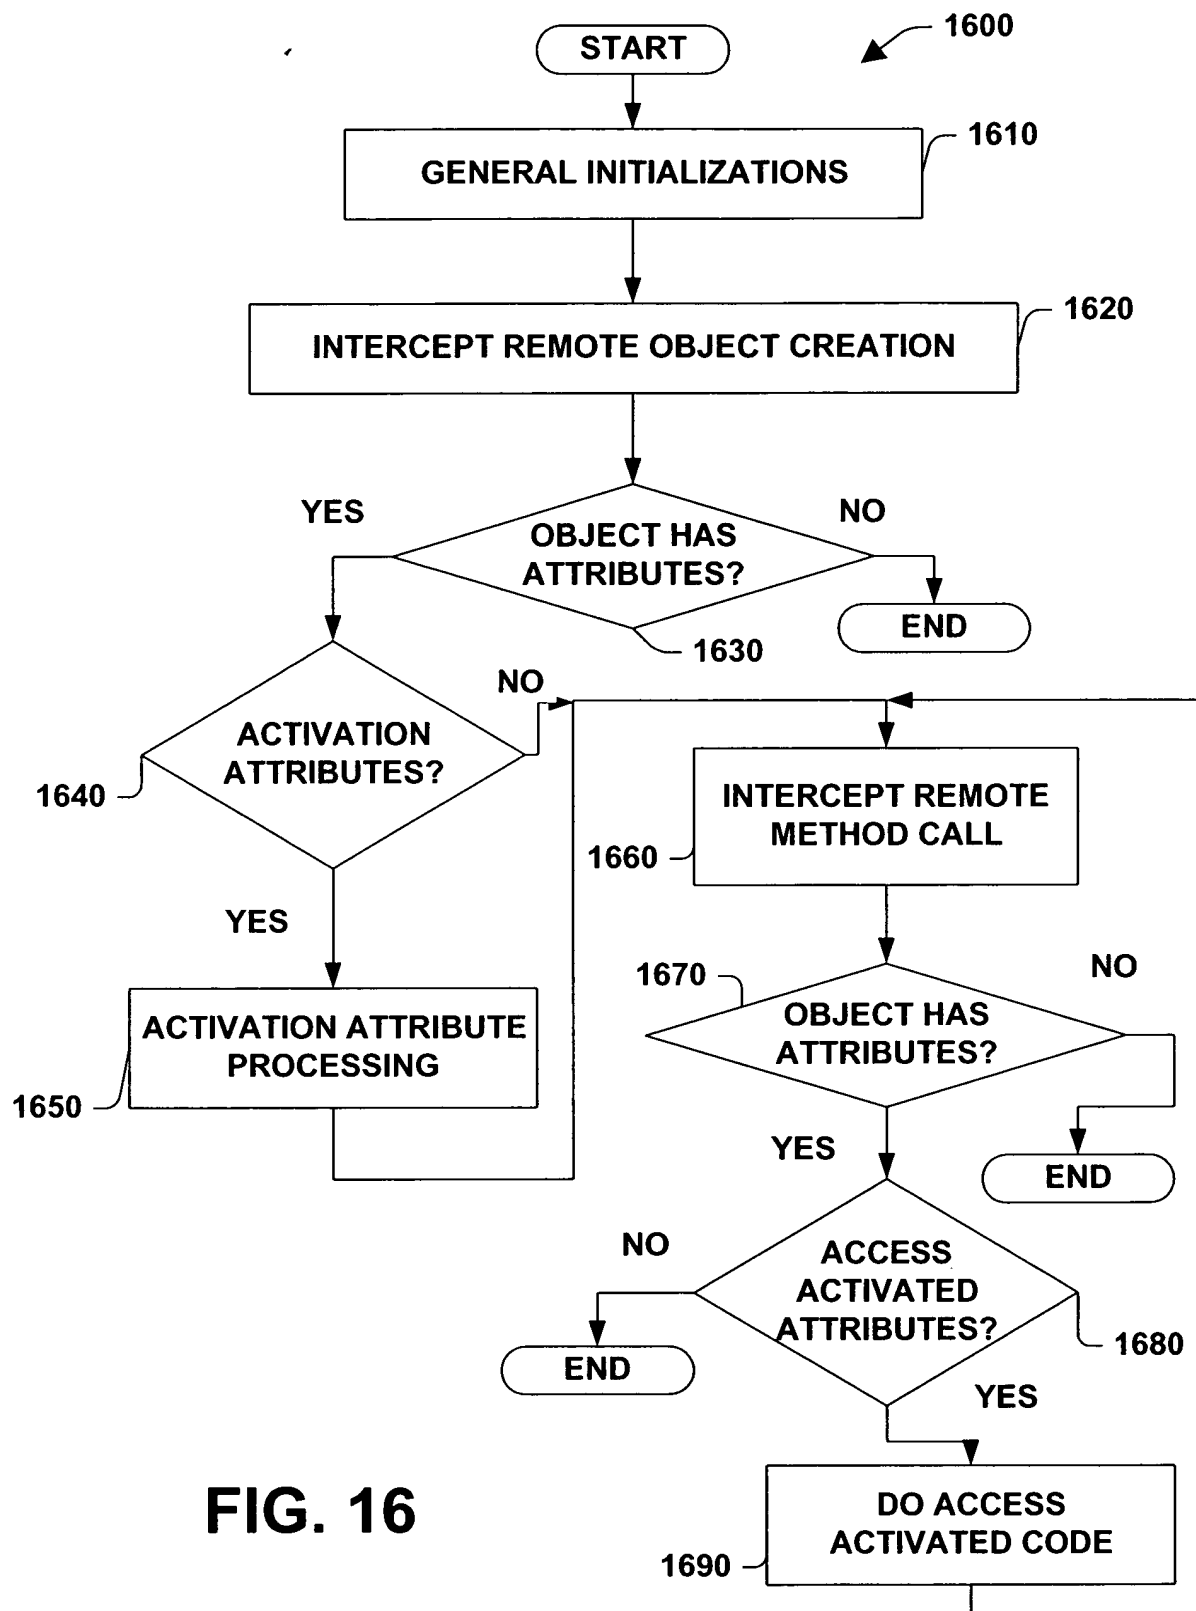 START
1600
1610
GENERAL INITIALIZATIONS
1620
INTERCEPT REMOTE OBJECT CREATION
YES
NO
OBJECT HAS
ATTRIBUTES?
END
1630
NO
ACTIVATION
ATTRIBUTES?
1640
INTERCEPT REMOTE
METHOD CALL
1660
YES
1670
NO
OBJECT HAS
ATTRIBUTES?
ACTIVATION ATTRIBUTE
PROCESSING
1650
YES
END
NO
ACCESS
ACTIVATED
ATTRIBUTES?
1680
END
YES
FIG. 16
DO ACCESS
ACTIVATED CODE
1690